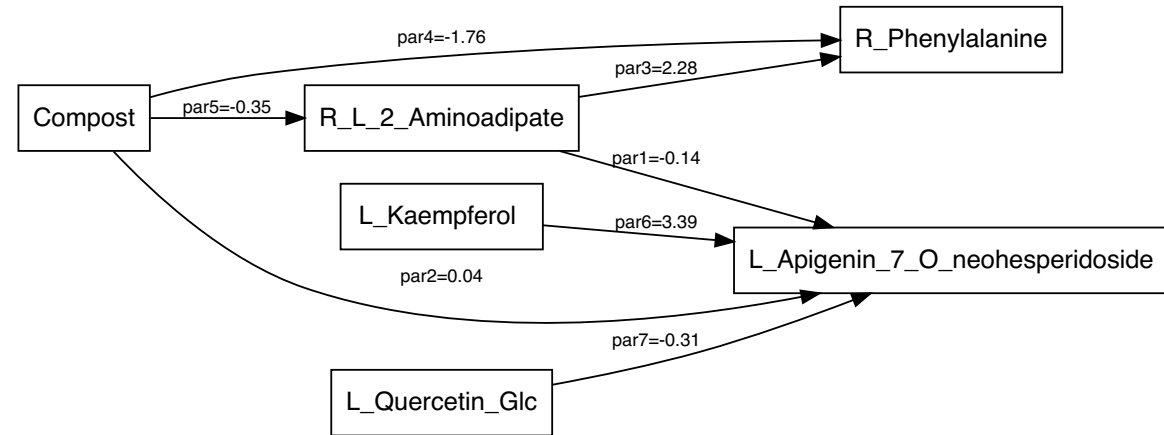 R_Phenylalanine
par4=-1.76
par3=2.28
Compost
par5=-0.35
R_L_2_Aminoadipate
par1=-0.14
L_Kaempferol
par6=3.39
L_Apigenin_7_O_neohesperidoside
par2=0.04
par7=-0.31
L_Quercetin_Glc